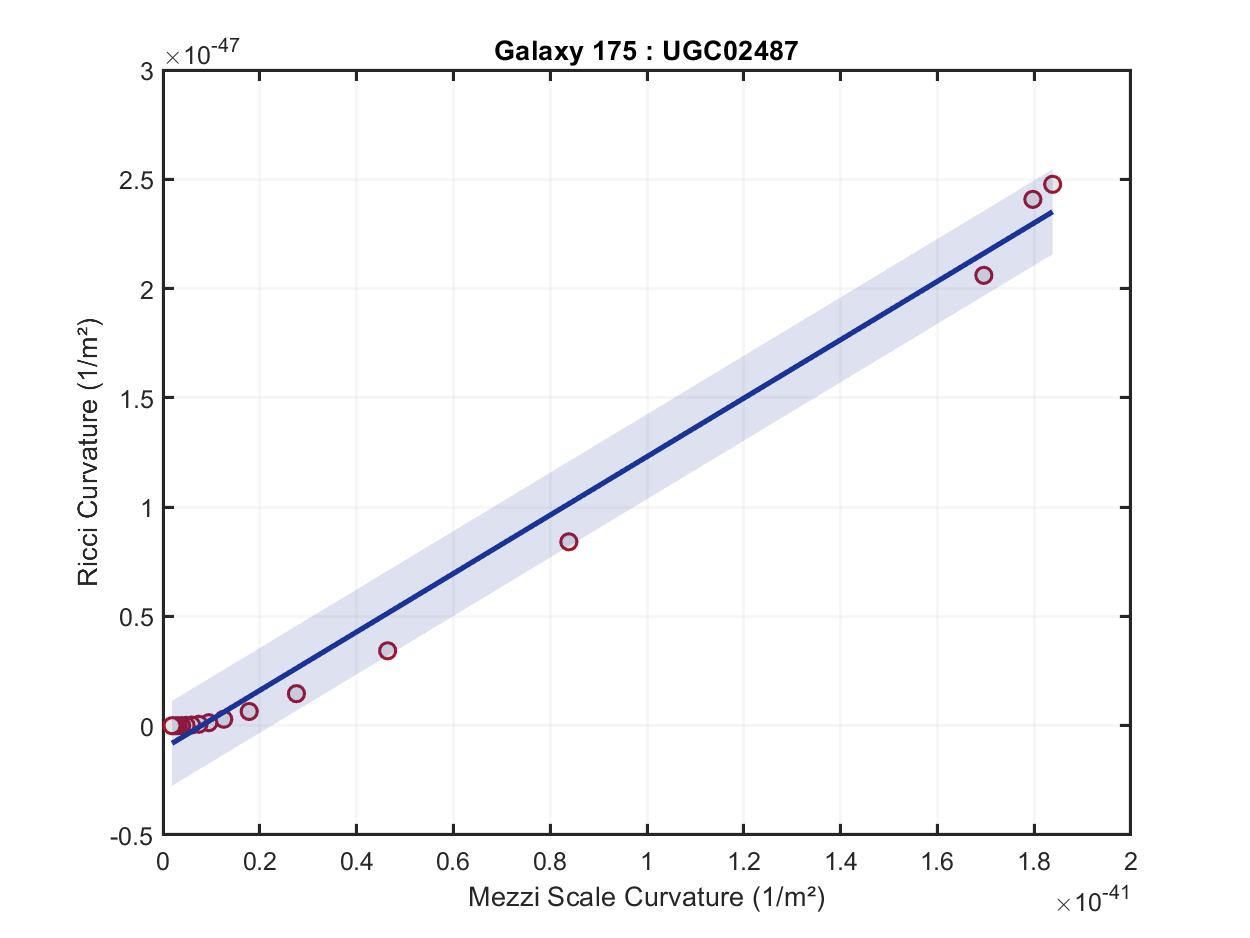 Galaxy 175 : UGC02487
×10⁻⁴⁷
3
2.5
2
1.5
1
0.5
0
-0.5
Ricci Curvature (1/m²)
0 0.2 0.4 0.6 0.8 1 1.2 1.4 1.6 1.8 2
Mezzi Scale Curvature (1/m²)
×10⁻⁴¹